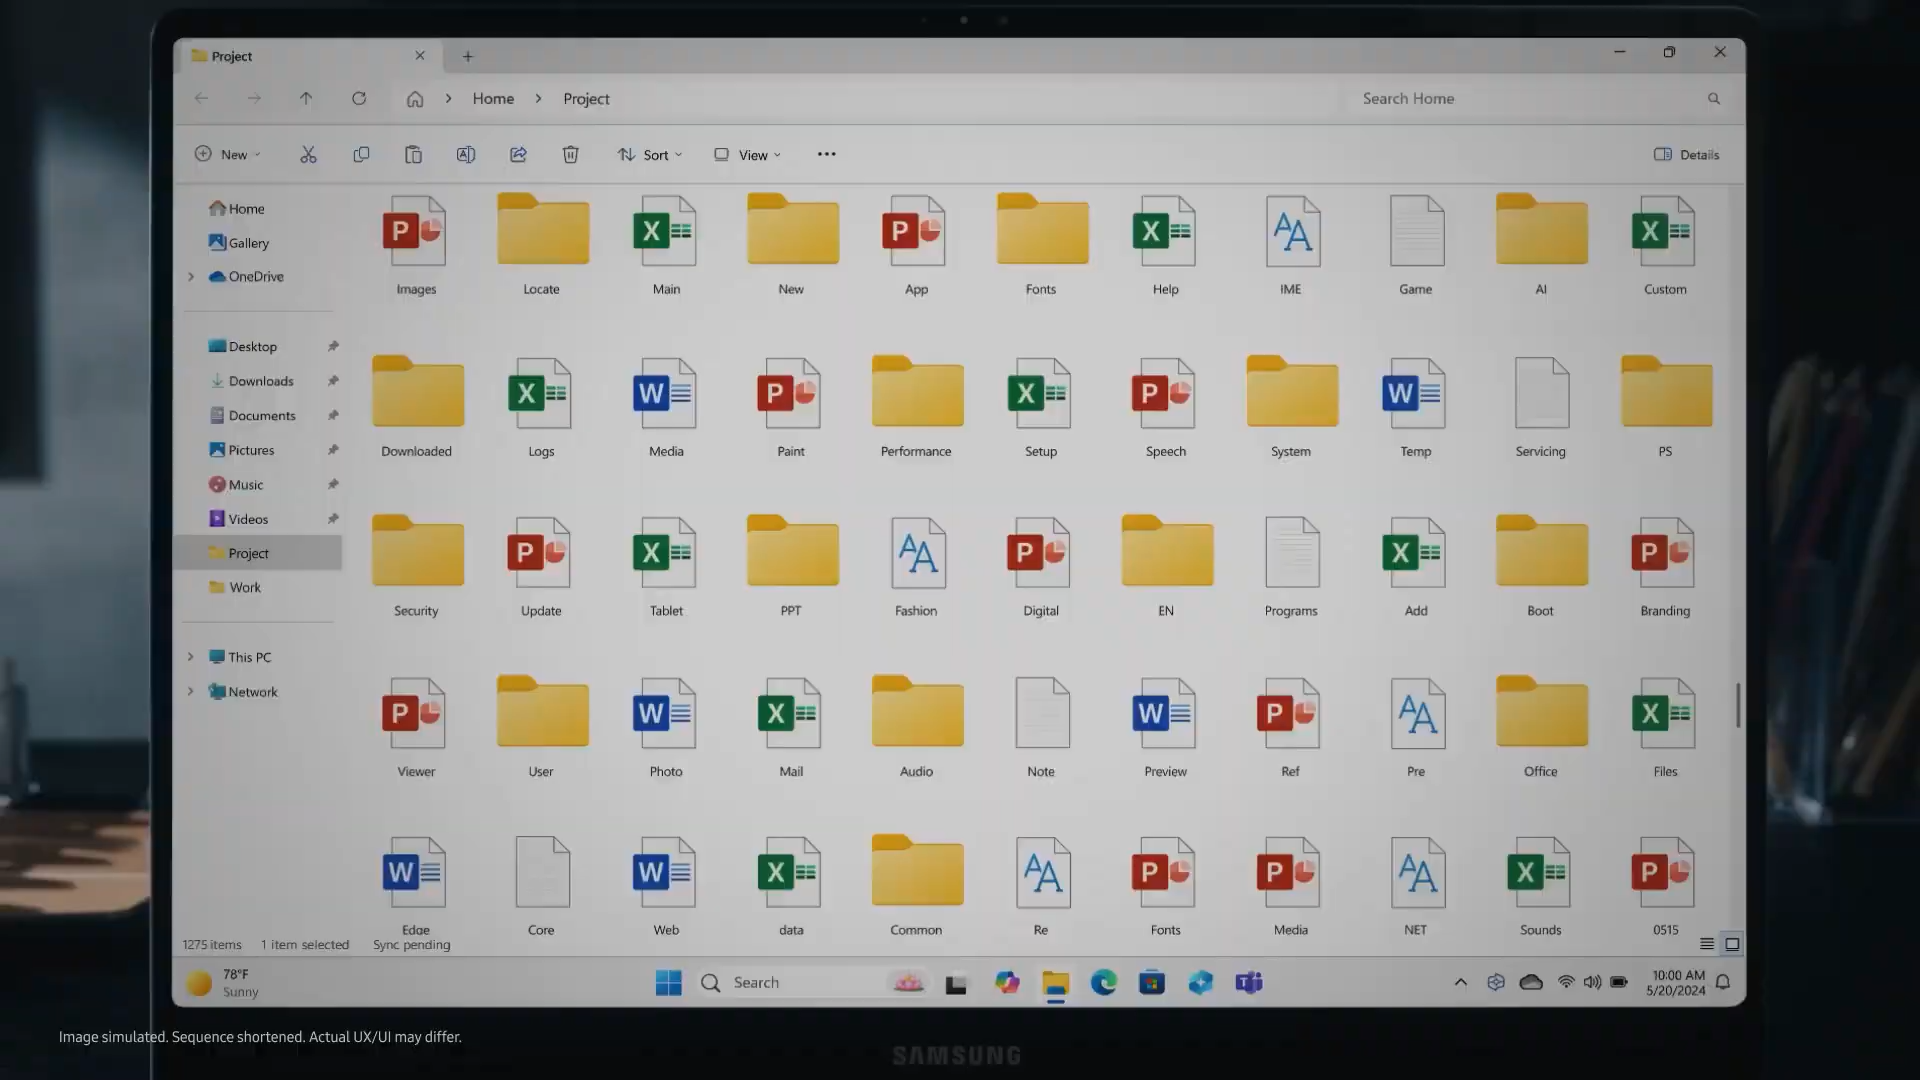 Project
Home
Project
Search Home
New
Sort
View
Details
Home
Gallery
OneDrive
Desktop
Downloads
Documents
Pictures
Music
Videos
Project
Work
This PC
Network
Images Locate Main New App Fonts Help IME Game AI Custom
Downloaded Logs Media Paint Performance Setup Speech System Temp Servicing PS
Security Update Tablet PPT Fashion Digital EN Programs Add Boot Branding
Viewer User Photo Mail Audio Note Preview Ref Pre Office Files
Edge Core Web data Common Re Fonts Media NET Sounds 0515
1275 items 1 item selected Sync pending
78°F
Sunny
Search
10:00 AM
5/20/2024
Image simulated. Sequence shortened. Actual UX/UI may differ.
SAMSUNG